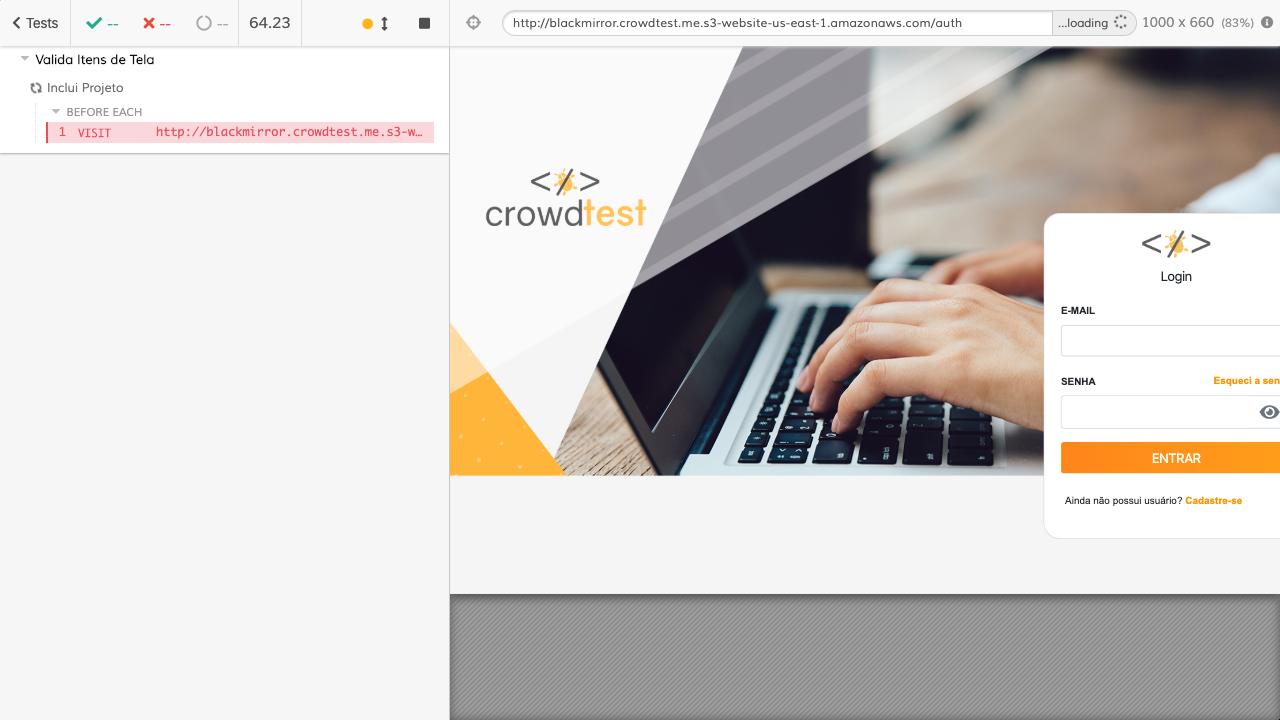 Tests
--
--
--
64.23
http://blackmirror.crowdtest.me.s3-website-us-east-1.amazonaws.com/auth
...loading
1000 x 660 (83%)
Valida Itens de Tela
Inclui Projeto
BEFORE EACH
1 VISIT http://blackmirror.crowdtest.me.s3-w…
</> crowdtest
</>
Login
E-MAIL
SENHA
Esqueci a sen
ENTRAR
Ainda não possui usuário? Cadastre-se